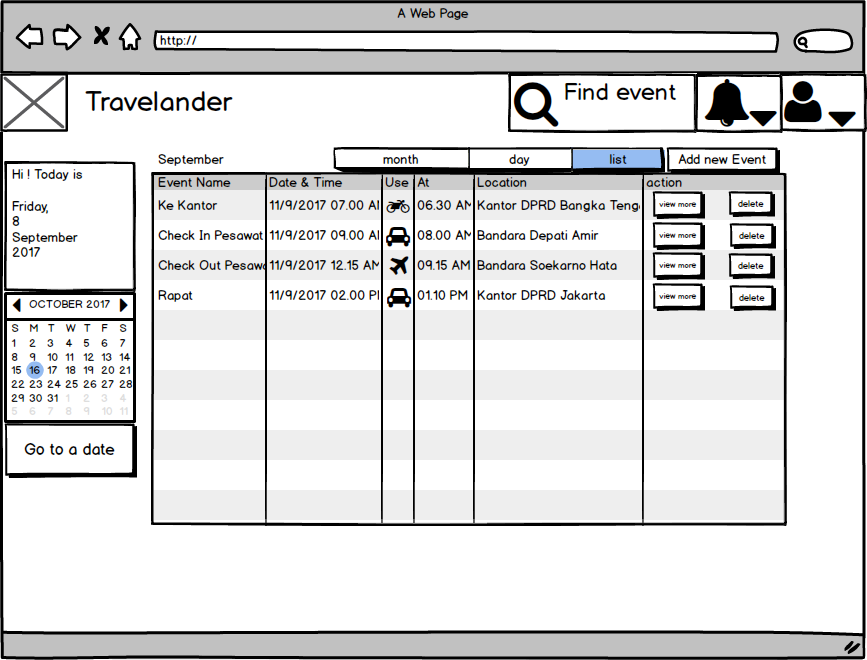 A Web Page
http://
Travelander
Find event
Hi ! Today is
Friday,
8
September
2017
OCTOBER 2017
S M T W T F S
1 2 3 4 5 6 7
8 9 10 11 12 13 14
15 16 17 18 19 20 21
22 23 24 25 26 27 28
29 30 31 1 2 3 4
5 6 7 8 9 10 11
Go to a date
September
month day list Add new Event
Event Name Date & Time Use At Location action
Ke Kantor 11/9/2017 07.00 AM 06.30 AM Kantor DPRD Bangka Teng view more delete
Check In Pesawat 11/9/2017 09.00 AM 08.00 AM Bandara Depati Amir view more delete
Check Out Pesaw 11/9/2017 12.15 AM 09.15 AM Bandara Soekarno Hata view more delete
Rapat 11/9/2017 02.00 P 01.10 PM Kantor DPRD Jakarta view more delete